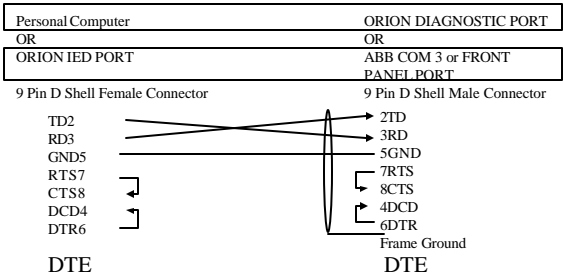 Personal Computer ORION DIAGNOSTIC PORT
OR OR
ORION IED PORT ABB COM 3 or FRONT
PANEL PORT
9 Pin D Shell Female Connector 9 Pin D Shell Male Connector
TD2 2TD
RD3 3RD
GND5 5GND
RTS7 7RTS
CTS8 8CTS
DCD4 4DCD
DTR6 6DTR
Frame Ground
DTE DTE